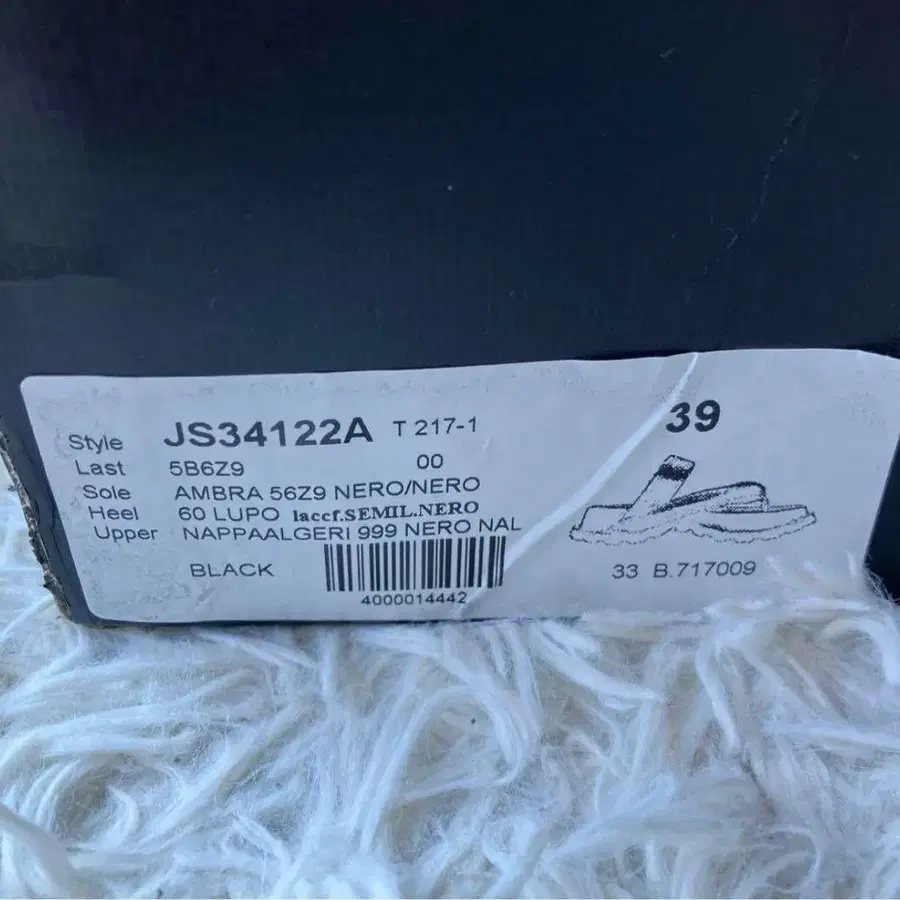 Style JS34122A T 217-1 39
Last 5B6Z9 00
Sole AMBRA 56Z9 NERO/NERO
Heel 60 LUPO laccf.SEMIL.NERO
Upper NAPPAALGERI 999 NERO NAL
BLACK 33 B.717009
4000014442